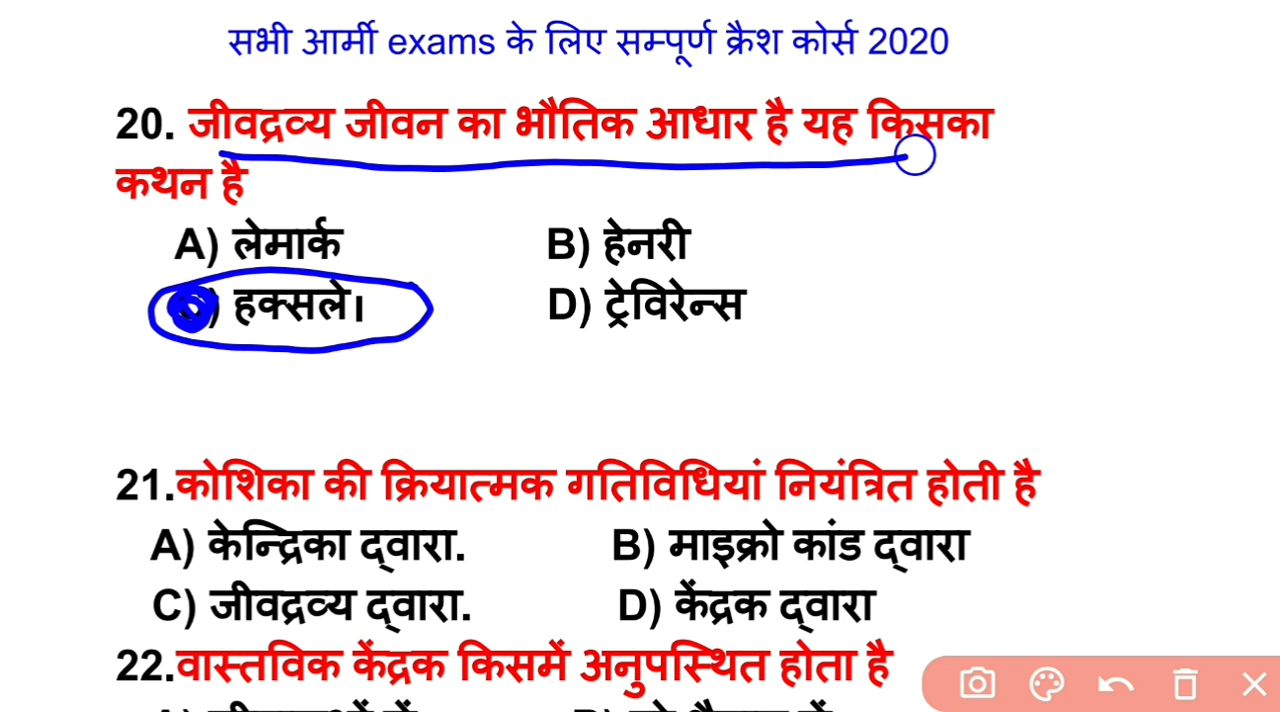 सभी आर्मी exams के लिए सम्पूर्ण क्रैश कोर्स 2020
20. जीवद्रव्य जीवन का भौतिक आधार है यह किसका
कथन है
A) लेमार्क B) हेनरी
हक्सले। D) ट्रेविरेन्स
21.कोशिका की क्रियात्मक गतिविधियां नियंत्रित होती है
A) केन्द्रिका द्वारा. B) माइक्रो कांड द्वारा
C) जीवद्रव्य द्वारा. D) केंद्रक द्वारा
22.वास्तविक केंद्रक किसमें अनुपस्थित होता है